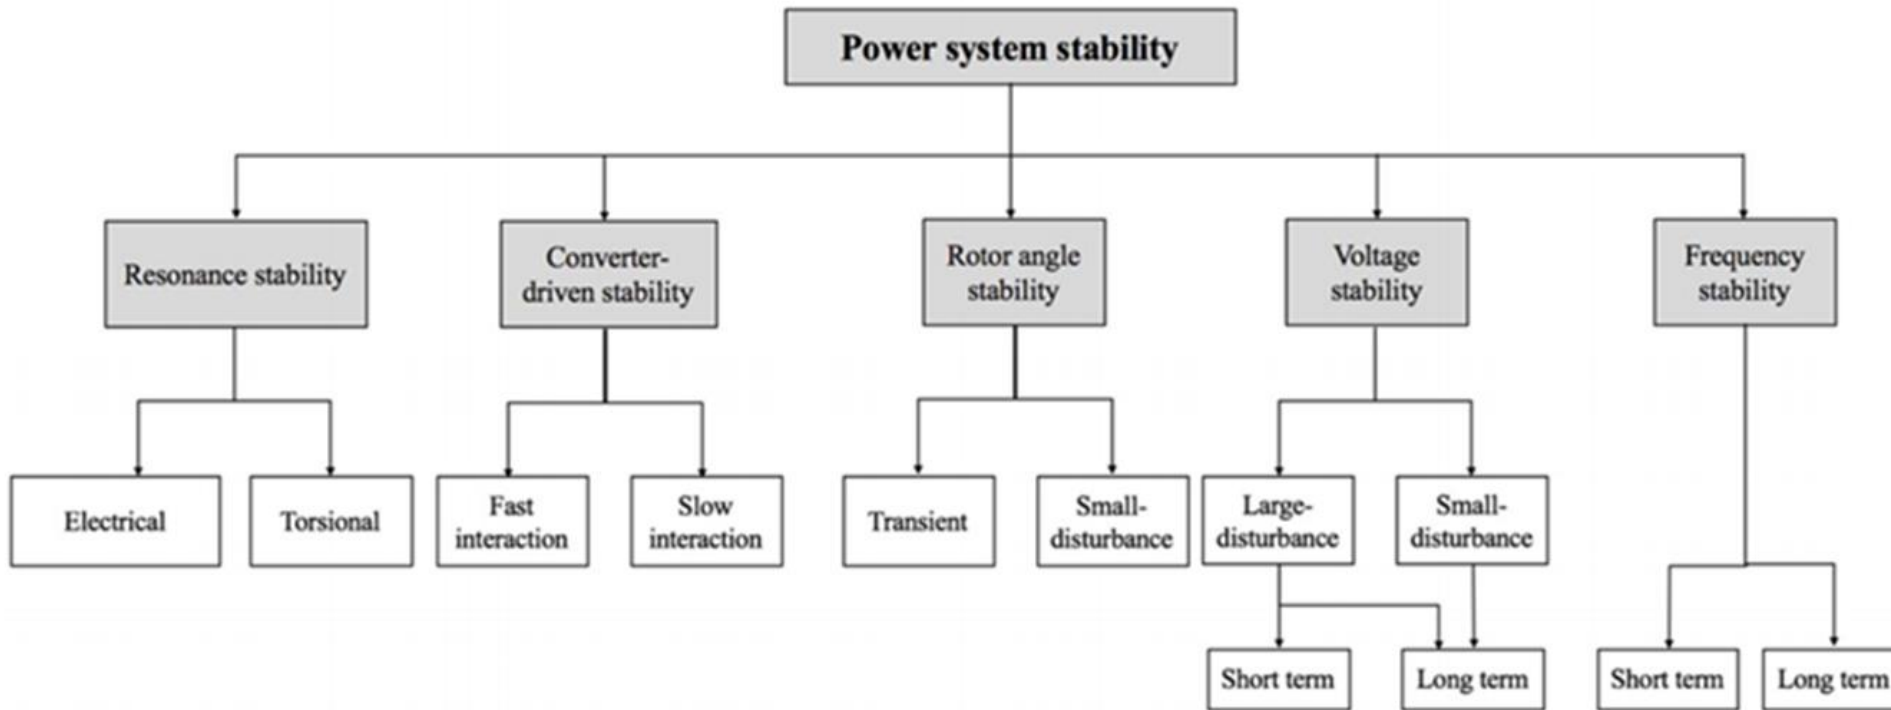 Power system stability
Resonance stability
Converter-
driven stability
Rotor angle
stability
Voltage
stability
Frequency
stability
Electrical
Torsional
Fast
interaction
Slow
interaction
Transient
Small-
disturbance
Large-
disturbance
Small-
disturbance
Short term
Long term
Short term
Long term